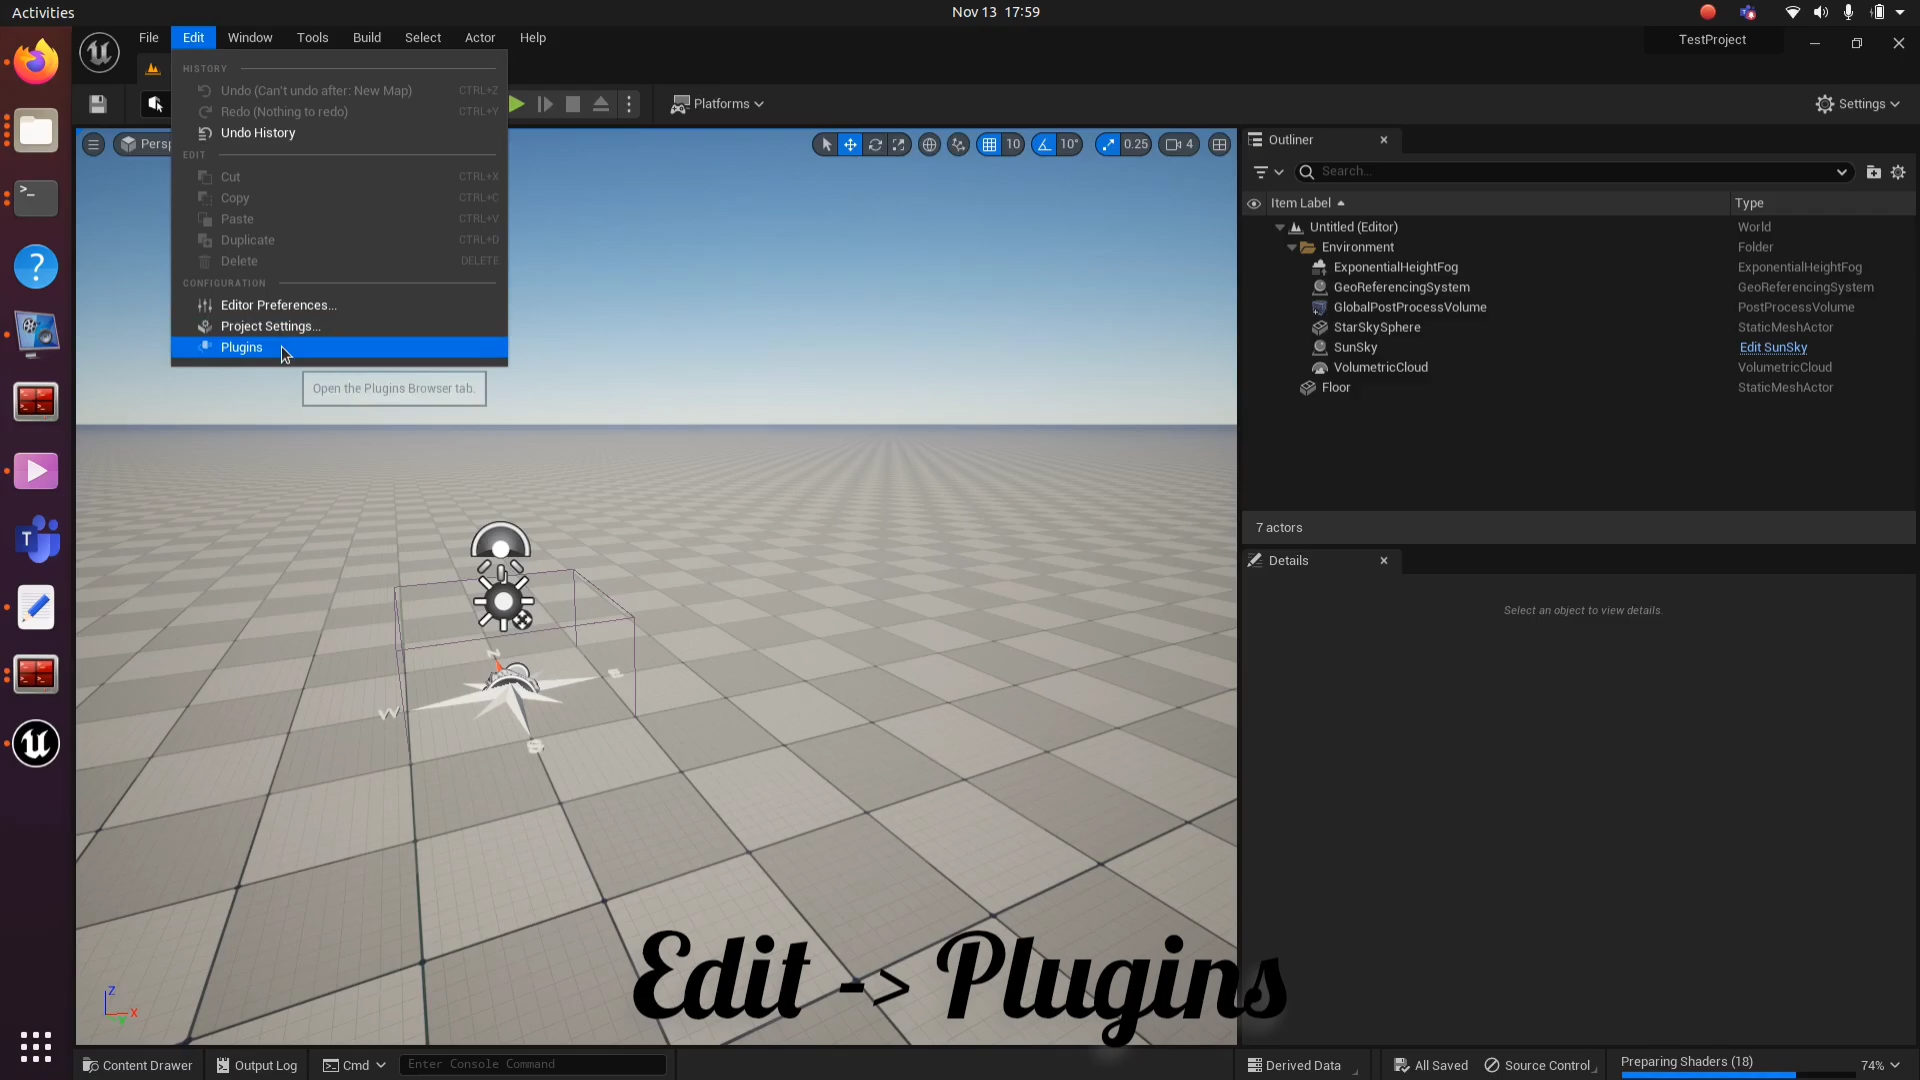 Activities
Nov 13 17:59
File Edit Window Tools Build Select Actor Help
TestProject
HISTORY
Undo (Can't undo after: New Map) CTRL+Z
Redo (Nothing to redo) CTRL+Y
Undo History
EDIT
Cut CTRL+X
Copy CTRL+C
Paste CTRL+V
Duplicate CTRL+D
Delete DELETE
CONFIGURATION
Editor Preferences...
Project Settings...
Plugins
Open the Plugins Browser tab.
Platforms
Settings
Persp
10
10°
0.25
4
Outliner
Search...
Item Label Type
Untitled (Editor) World
Environment Folder
ExponentialHeightFog ExponentialHeightFog
GeoReferencingSystem GeoReferencingSystem
GlobalPostProcessVolume PostProcessVolume
StarSkySphere StaticMeshActor
SunSky Edit SunSky
VolumetricCloud VolumetricCloud
Floor StaticMeshActor
7 actors
Details
Select an object to view details.
N
W
S
Z
X
Edit -> Plugins
Content Drawer
Output Log
Cmd
Enter Console Command
Derived Data
All Saved
Source Control
Preparing Shaders (18) 74%